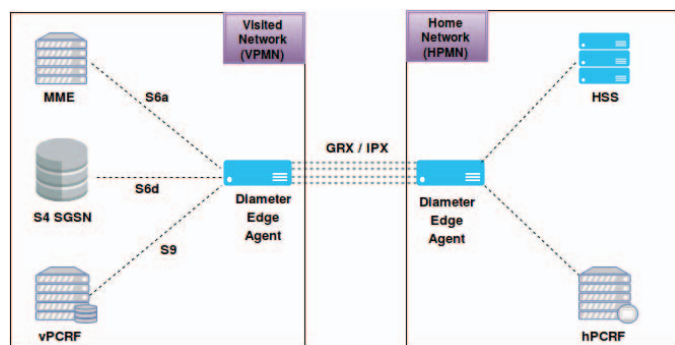 Visited
Network
(VPMN)
Home
Network
(HPMN)
MME
S6a
HSS
GRX / IPX
S4 SGSN
S6d
Diameter
Edge
Agent
Diameter
Edge
Agent
S9
vPCRF
hPCRF